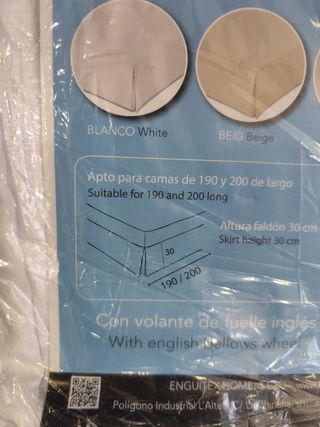 BLANCO White
BEIG Beige
Apto para camas de 190 y 200 de largo
Suitable for 190 and 200 long
Altura faldón 30 cm
Skirt height 30 cm
30
190 / 200
Con volante de fuelle inglés
With english bellows wheel
ENGUITEX-HOME
Polígono Industrial L'Alter C/